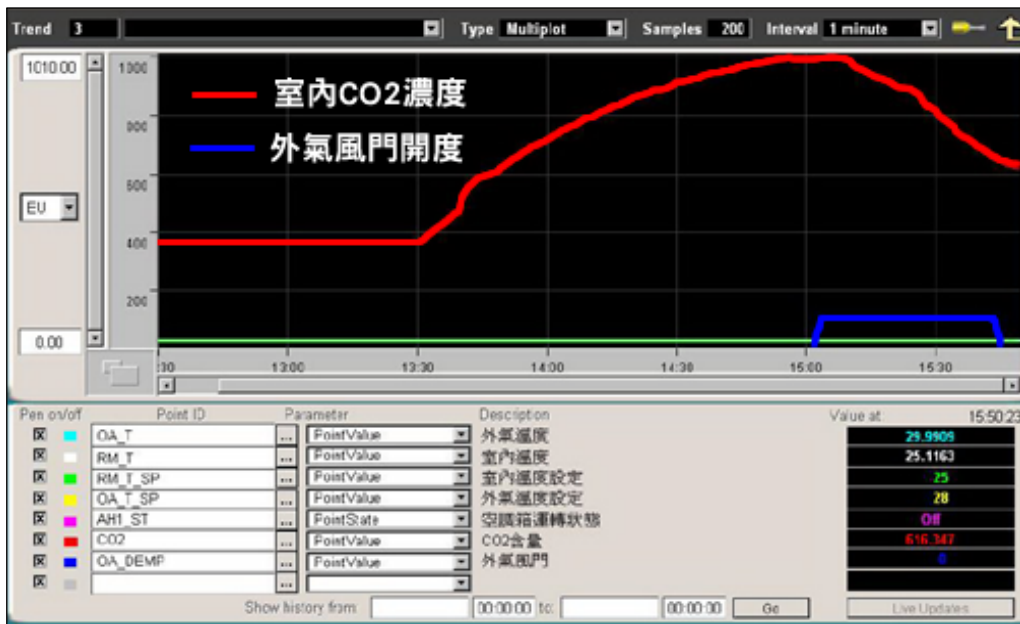 Trend 3 Type Multiplot Samples 200 Interval 1 minute
1010.00
1000
800
600
EU
400
200
0.00
室內CO2濃度
外氣風門開度
:30 13:00 13:30 14:00 14:30 15:00 15:30
Pen on/off Point ID Parameter Description Value at 15:50:23
OA_T ... PointValue 外氣溫度 29.9909
RM_T ... PointValue 室內溫度 25.1163
RM_T_SP ... PointValue 室內溫度設定 25
OA_T_SP ... PointValue 外氣溫度設定 28
AH1_ST ... PointState 空調箱運轉狀態 Off
CO2 ... PointValue CO2含量 616.347
OA_DEMP ... PointValue 外氣風門 0
...
Show history from 00:00:00 to: 00:00:00 Go Live Updates